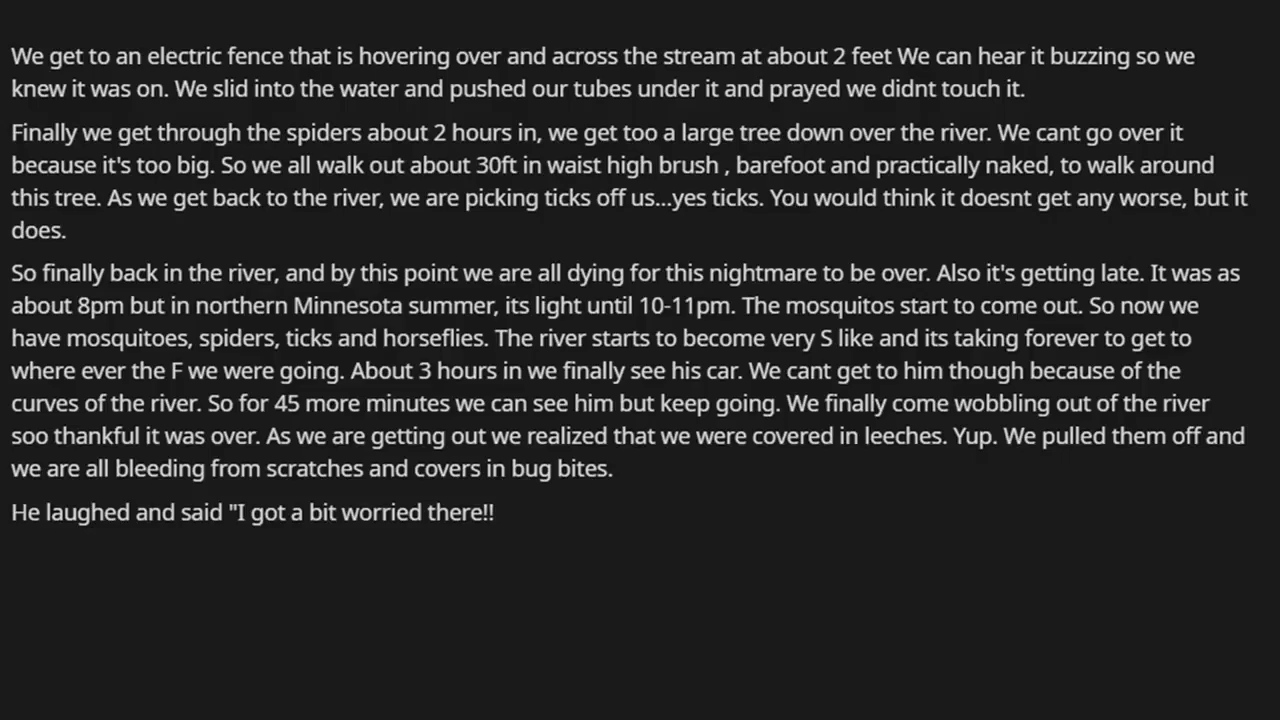 We get to an electric fence that is hovering over and across the stream at about 2 feet We can hear it buzzing so we
knew it was on. We slid into the water and pushed our tubes under it and prayed we didnt touch it.
Finally we get through the spiders about 2 hours in, we get too a large tree down over the river. We cant go over it
because it's too big. So we all walk out about 30ft in waist high brush , barefoot and practically naked, to walk around
this tree. As we get back to the river, we are picking ticks off us...yes ticks. You would think it doesnt get any worse, but it
does.
So finally back in the river, and by this point we are all dying for this nightmare to be over. Also it's getting late. It was as
about 8pm but in northern Minnesota summer, its light until 10-11pm. The mosquitos start to come out. So now we
have mosquitoes, spiders, ticks and horseflies. The river starts to become very S like and its taking forever to get to
where ever the F we were going. About 3 hours in we finally see his car. We cant get to him though because of the
curves of the river. So for 45 more minutes we can see him but keep going. We finally come wobbling out of the river
soo thankful it was over. As we are getting out we realized that we were covered in leeches. Yup. We pulled them off and
we are all bleeding from scratches and covers in bug bites.
He laughed and said "I got a bit worried there!!